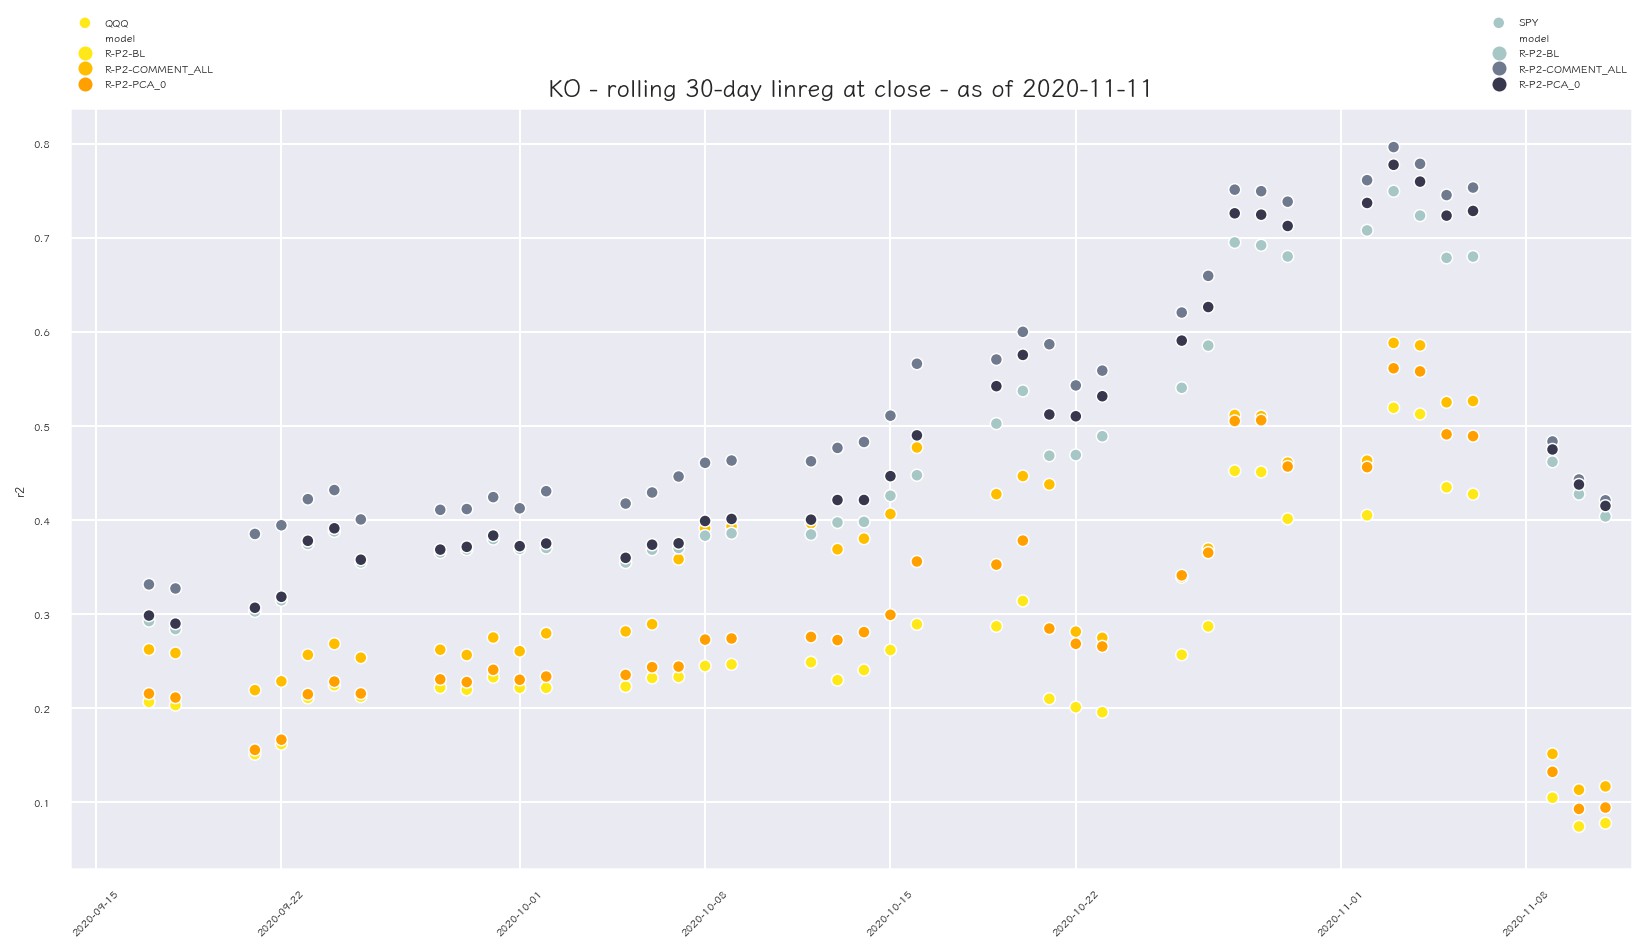 QQQ
model
R-P2-BL
R-P2-COMMENT_ALL
R-P2-PCA_0
SPY
model
R-P2-BL
R-P2-COMMENT_ALL
R-P2-PCA_0
KO - rolling 30-day linreg at close - as of 2020-11-11
0.8
0.7
0.6
0.5
0.4
0.3
0.2
0.1
r2
2020-09-15
2020-09-22
2020-10-01
2020-10-08
2020-10-15
2020-10-22
2020-11-01
2020-11-08